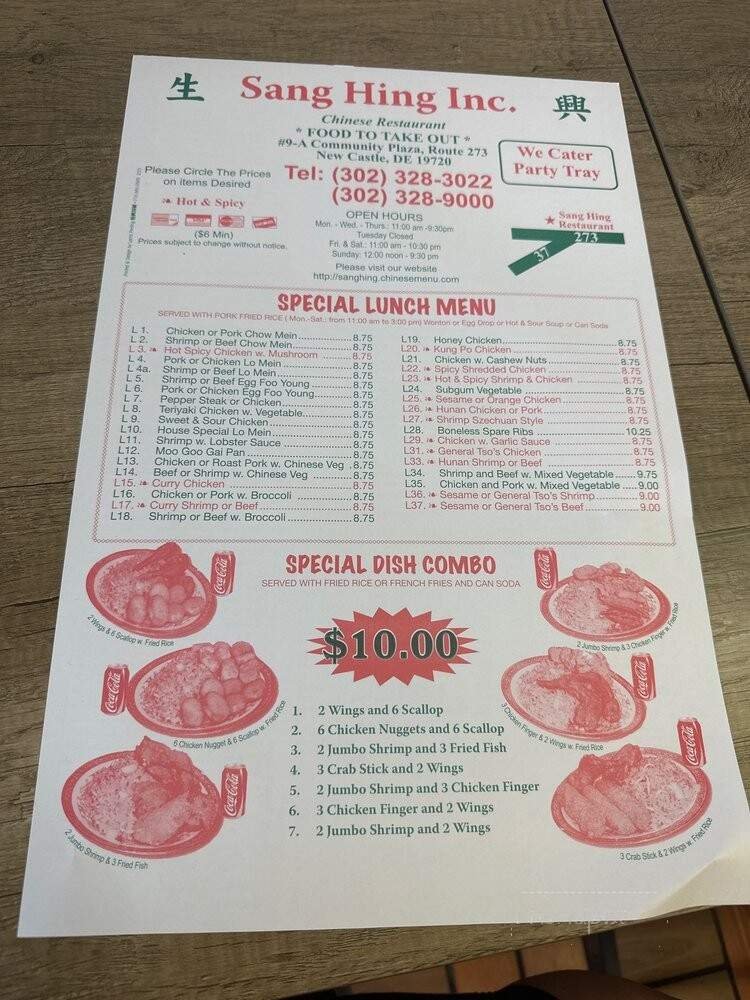 生 Sang Hing Inc. 興
Chinese Restaurant
* FOOD TO TAKE OUT *
#9-A Community Plaza, Route 273
New Castle, DE 19720
Tel: (302) 328-3022
(302) 328-9000
We Cater
Party Tray
Please Circle The Prices
on items Desired
Hot & Spicy
($6 Min)
Prices subject to change without notice.
OPEN HOURS
Mon. - Wed. - Thurs.: 11:00 am -9:30pm
Tuesday Closed
Fri. & Sat.: 11:00 am - 10:30 pm
Sunday: 12:00 noon - 9:30 pm
Please visit our website
http://sanghing.chinesemenu.com
★ Sang Hing
Restaurant
273
37
SPECIAL LUNCH MENU
SERVED WITH PORK FRIED RICE ( Mon.-Sat.: from 11:00 am to 3:00 pm) Wonton or Egg Drop or Hot & Sour Soup or Can Soda
L 1. Chicken or Pork Chow Mein 8.75
L 2. Shrimp or Beef Chow Mein 8.75
L 3. Hot Spicy Chicken w. Mushroom 8.75
L 4. Pork or Chicken Lo Mein 8.75
L 4a. Shrimp or Beef Lo Mein 8.75
L 5. Shrimp or Beef Egg Foo Young 8.75
L 6. Pork or Chicken Egg Foo Young 8.75
L 7. Pepper Steak or Chicken 8.75
L 8. Teriyaki Chicken w. Vegetable 8.75
L 9. Sweet & Sour Chicken 8.75
L10. House Special Lo Mein 8.75
L11. Shrimp w. Lobster Sauce 8.75
L12. Moo Goo Gai Pan 8.75
L13. Chicken or Roast Pork w. Chinese Veg .8.75
L14. Beef or Shrimp w. Chinese Veg 8.75
L15. Curry Chicken 8.75
L16. Chicken or Pork w. Broccoli 8.75
L17. Curry Shrimp or Beef 8.75
L18. Shrimp or Beef w. Broccoli 8.75
L19. Honey Chicken 8.75
L20. Kung Po Chicken 8.75
L21. Chicken w. Cashew Nuts 8.75
L22. Spicy Shredded Chicken 8.75
L23. Hot & Spicy Shrimp & Chicken 8.75
L24. Subgum Vegetable 8.75
L25. Sesame or Orange Chicken 8.75
L26. Hunan Chicken or Pork 8.75
L27. Shrimp Szechuan Style 8.75
L28. Boneless Spare Ribs 10.25
L29. Chicken w. Garlic Sauce 8.75
L31. General Tso's Chicken 8.75
L33. Hunan Shrimp or Beef 8.75
L34. Shrimp and Beef w. Mixed Vegetable 9.75
L35. Chicken and Pork w. Mixed Vegetable 9.00
L36. Sesame or General Tso's Shrimp 9.00
L37. Sesame or General Tso's Beef 9.00
SPECIAL DISH COMBO
SERVED WITH FRIED RICE OR FRENCH FRIES AND CAN SODA
$10.00
Coca-Cola
2 Wings & 6 Scallop w. Fried Rice
Coca-Cola
2 Jumbo Shrimp & 3 Chicken Finger w. Fried Rice
Coca-Cola
6 Chicken Nugget & 6 Scallop w. Fried Rice
3 Chicken Finger & 2 Wings w. Fried Rice
1. 2 Wings and 6 Scallop
2. 6 Chicken Nuggets and 6 Scallop
3. 2 Jumbo Shrimp and 3 Fried Fish
4. 3 Crab Stick and 2 Wings
5. 2 Jumbo Shrimp and 3 Chicken Finger
6. 3 Chicken Finger and 2 Wings
7. 2 Jumbo Shrimp and 2 Wings
Coca-Cola
2 Jumbo Shrimp & 3 Fried Fish
Coca-Cola
3 Crab Stick & 2 Wings w. Fried Rice